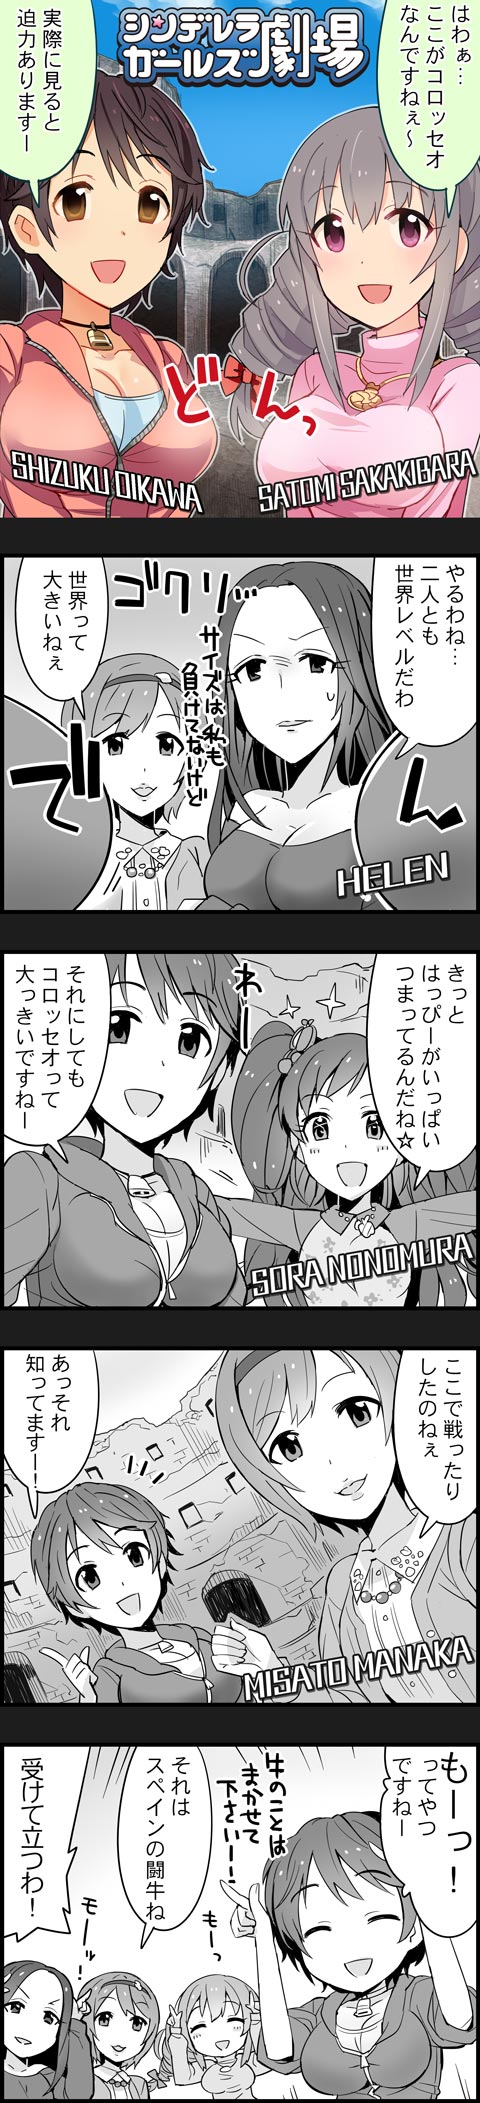 シンデレラ
ガールズ劇場
はわぁ…
ここがコロッセオ
なんですねぇ～
実際に見ると
迫力ありますー
どんっ
SHIZUKU OIKAWA
SATOMI SAKAKIBARA
やるわね…
二人とも
世界レベルだわ
ゴクリ…
サイズは私も
負けてないけど
世界って
大きいねぇ
でん
HELEN
きっと
はっぴーがいっぱい
つまってるんだね☆
わー
それにしても
コロッセオって
大っきいですねー
SORA NONOMURA
ここで戦ったり
したのねぇ
あっそれ
知ってますー！
MISATO MANAKA
もーっ！
ってやつ
ですねー
牛のことは
まかせて
下さいー！
それは
スペインの闘牛ね
もーっ
モーッ！
受けて立つわ！